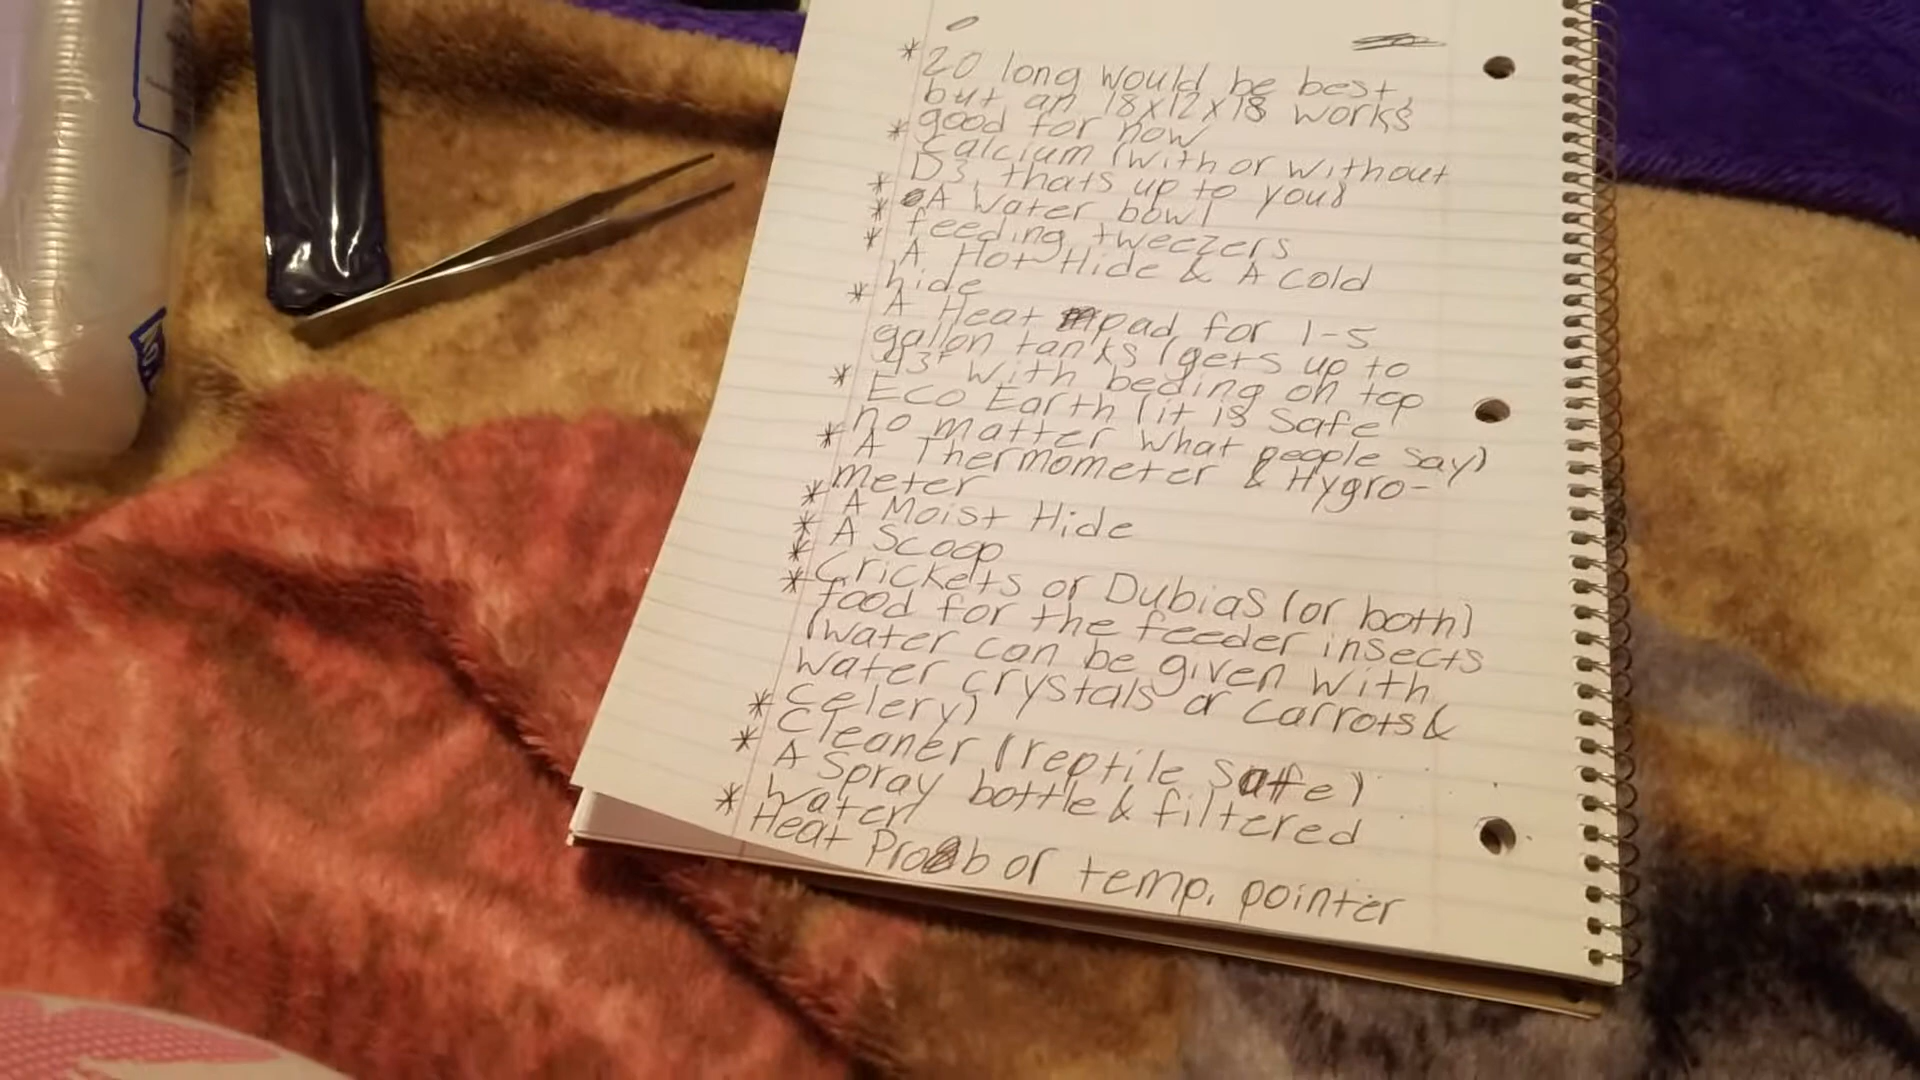 * 20 long would be best,
but an 18x12x18 works
good for now
* Calcium (with or without
D3, thats up to you)
* A Water bowl
* feeding tweezers
* A Hot Hide & A cold
hide
* A Heat pad for 1-5
gallon tanks (gets up to
93° with beding on top
* Eco Earth (it is safe
no matter what people say)
* A Thermometer & Hygro-
meter
* A Moist Hide
* A Scoop
* Crickets or Dubias (or both)
* food for the feeder insects
(water can be given with
water crystals or carrots &
celery)
* Cleaner (reptile safe)
* A Spray bottle & filtered
water
* Heat Prob or temp. pointer